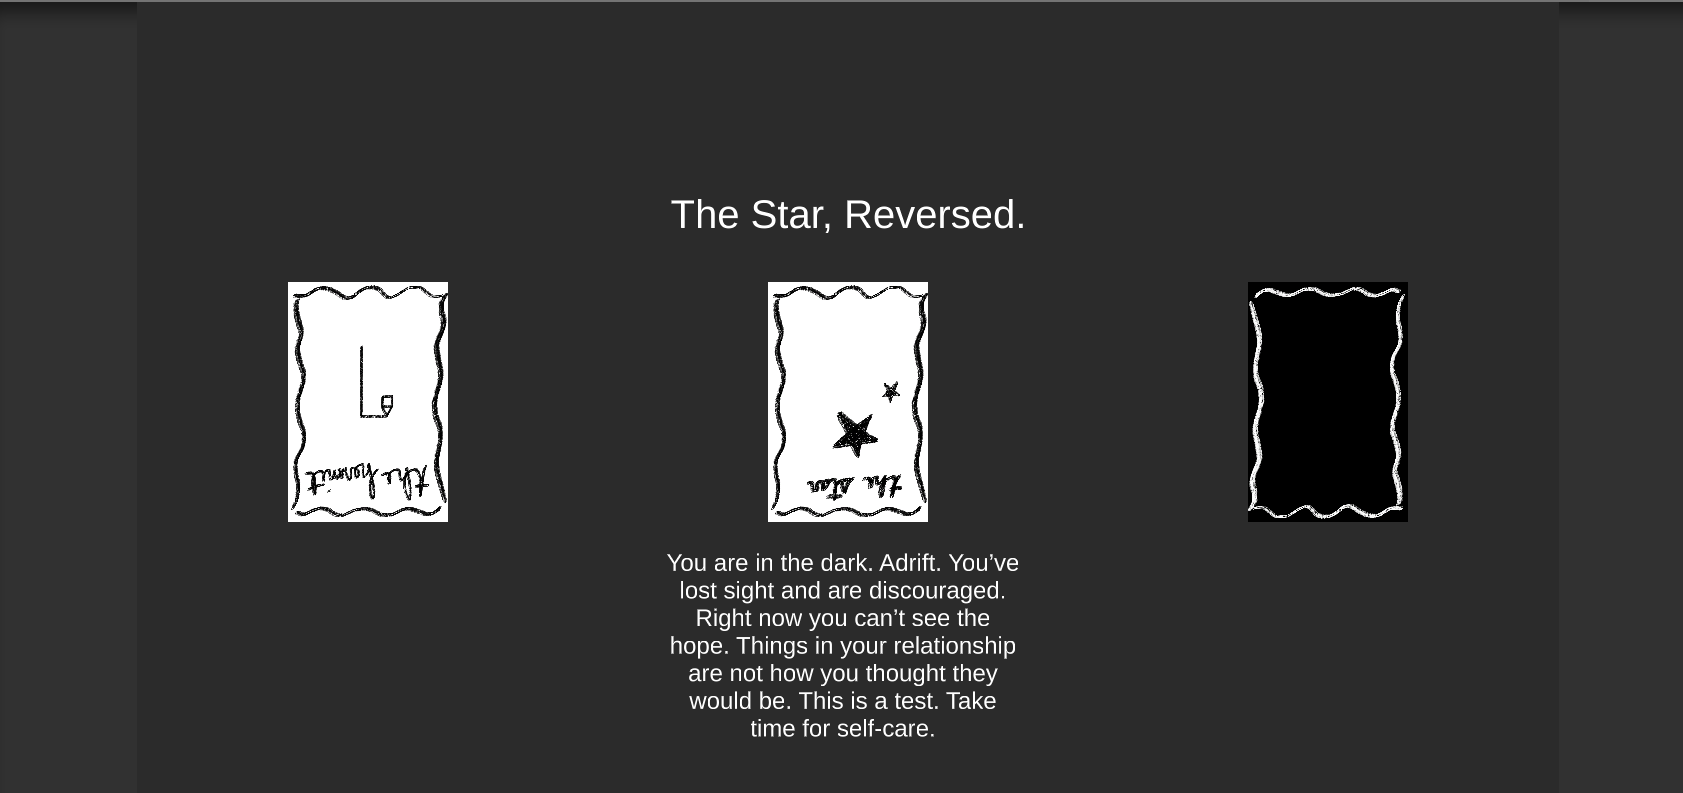 The Star, Reversed.
the hermit
the star
You are in the dark. Adrift. You’ve
lost sight and are discouraged.
Right now you can’t see the
hope. Things in your relationship
are not how you thought they
would be. This is a test. Take
time for self-care.